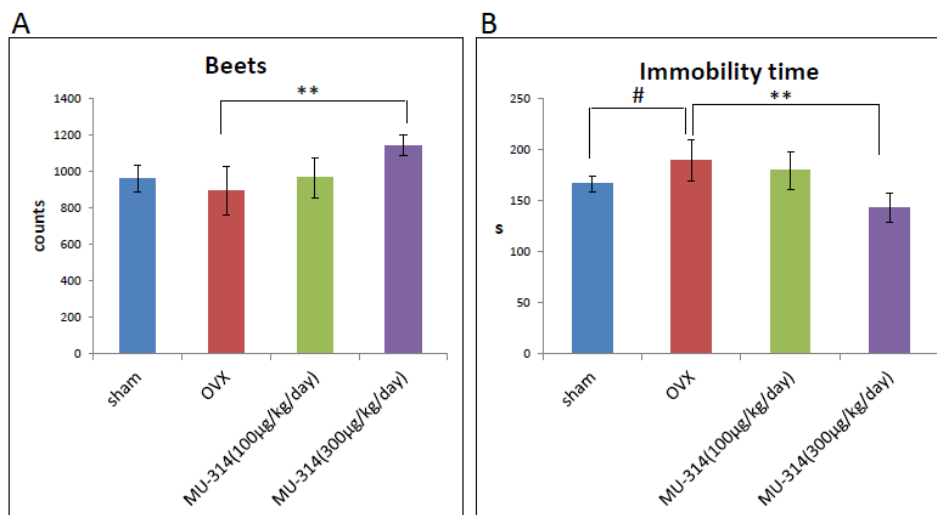 A
Beets
counts
1400
1200
1000
800
600
400
200
0
**
sham
OVX
MU-314(100µg/kg/day)
MU-314(300µg/kg/day)
B
Immobility time
s
250
200
150
100
50
0
#
**
sham
OVX
MU-314(100µg/kg/day)
MU-314(300µg/kg/day)